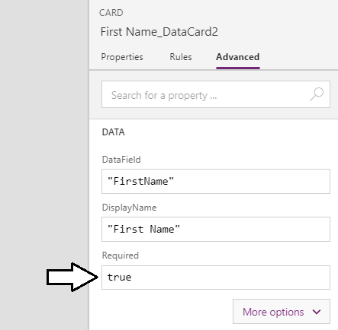 CARD
First Name_DataCard2
Properties Rules Advanced
Search for a property ...
DATA
DataField
"FirstName"
DisplayName
"First Name"
Required
true
More options